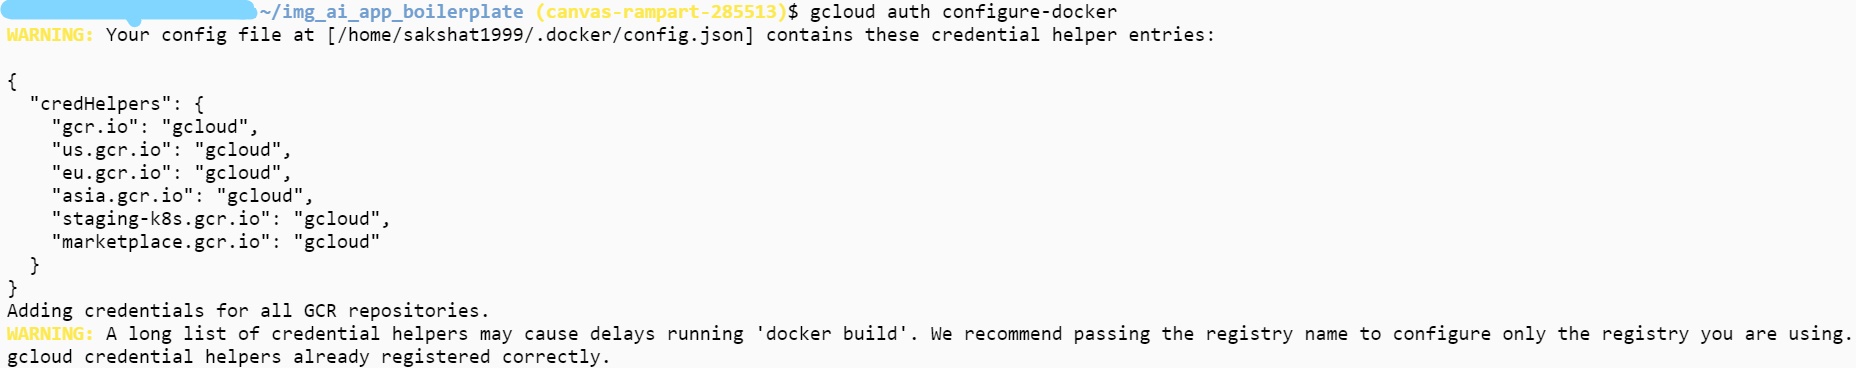 ~/img_ai_app_boilerplate (canvas-rampart-285513)$ gcloud auth configure-docker
WARNING: Your config file at [/home/sakshat1999/.docker/config.json] contains these credential helper entries:
{
  "credHelpers": {
    "gcr.io": "gcloud",
    "us.gcr.io": "gcloud",
    "eu.gcr.io": "gcloud",
    "asia.gcr.io": "gcloud",
    "staging-k8s.gcr.io": "gcloud",
    "marketplace.gcr.io": "gcloud"
  }
}
Adding credentials for all GCR repositories.
WARNING: A long list of credential helpers may cause delays running 'docker build'. We recommend passing the registry name to configure only the registry you are using.
gcloud credential helpers already registered correctly.